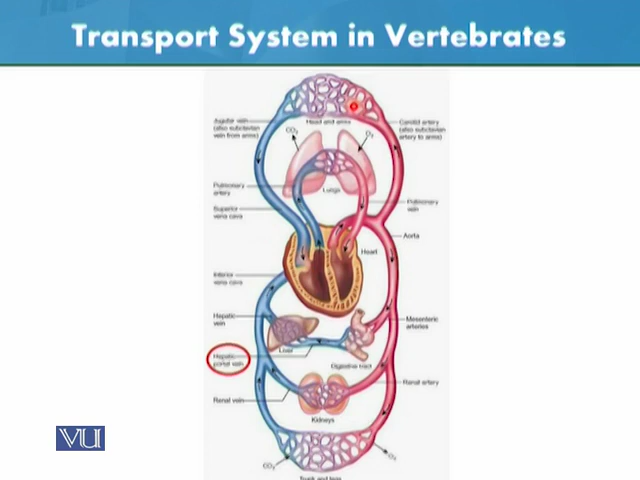 Transport System in Vertebrates
Jugular vein
(also subclavian
vein from arms)
Head and arms
Carotid artery
(also subclavian
artery to arms)
CO2
O2
Lungs
Pulmonary
artery
Pulmonary
vein
Superior
vena cava
Aorta
Heart
Inferior
vena cava
Hepatic
vein
Mesenteric
arteries
Liver
Hepatic
portal vein
Digestive tract
Renal artery
Renal vein
Kidneys
VU
CO2
O2
Trunk and legs